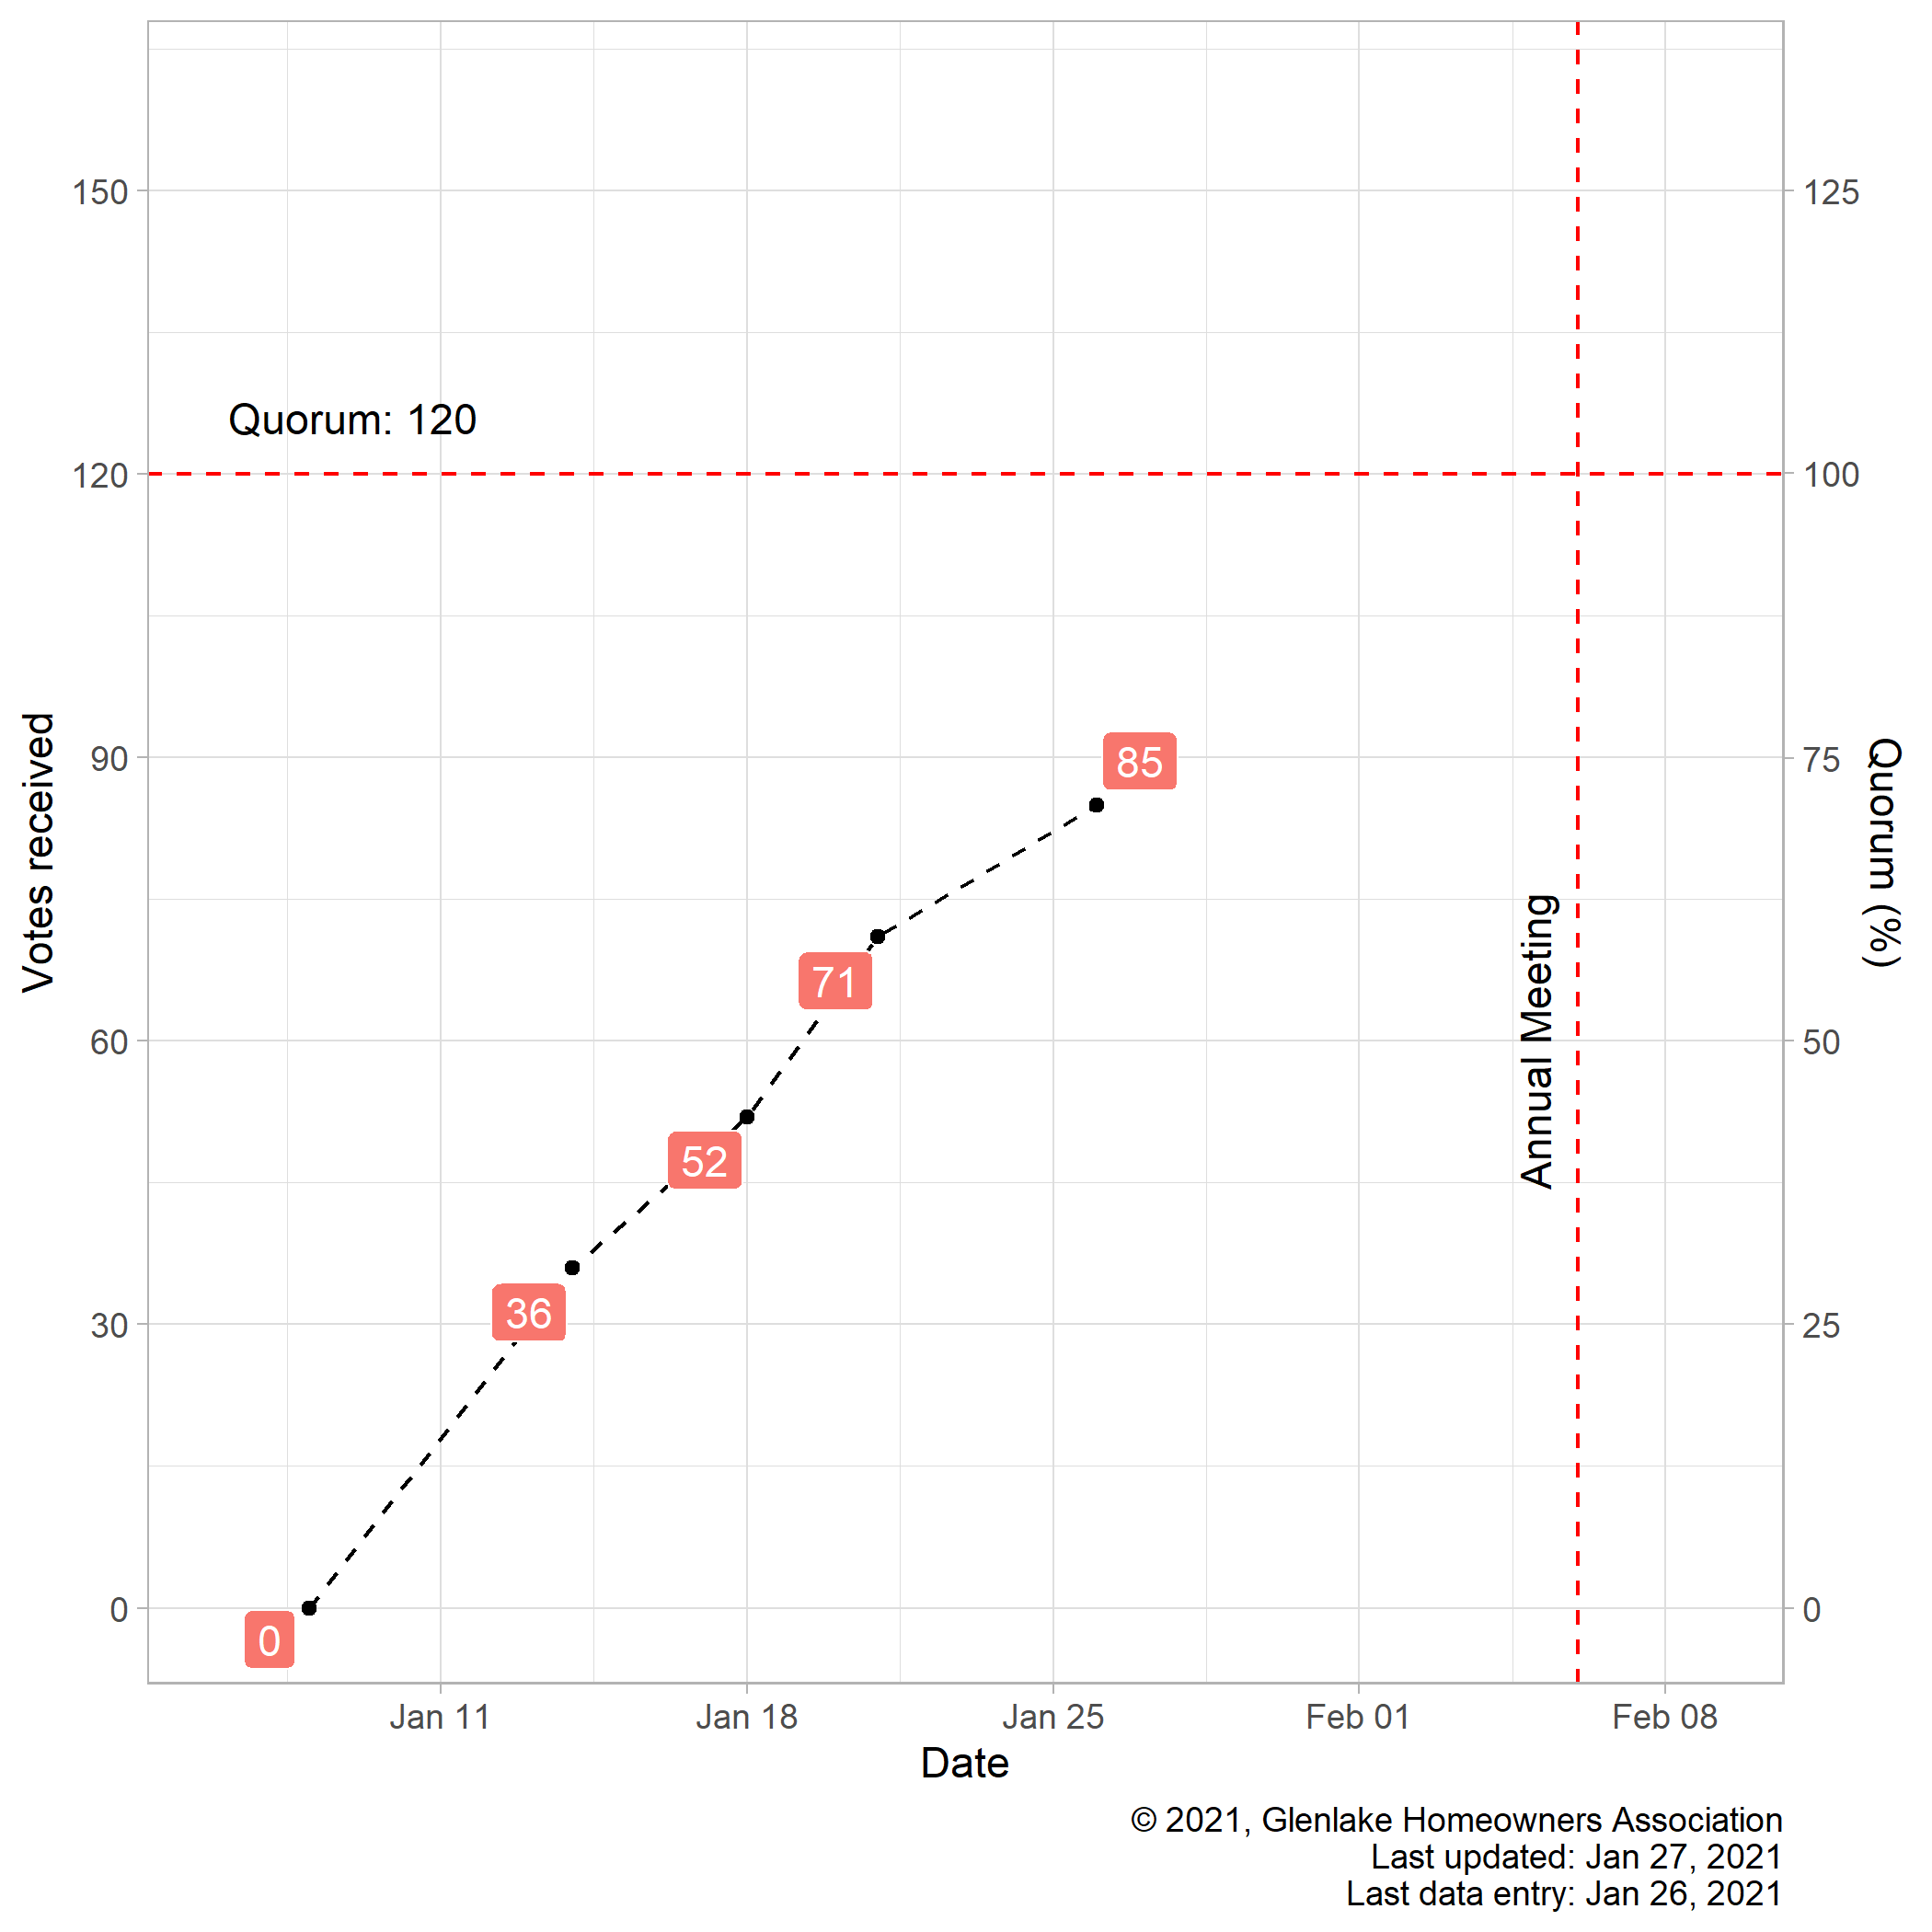 150
125
Quorum: 120
120
100
85
90
75
Votes received
Quorum (%)
71
Annual Meeting
60
50
52
36
30
25
0
0
0
Jan 11
Jan 18
Jan 25
Feb 01
Feb 08
Date
© 2021, Glenlake Homeowners Association
Last updated: Jan 27, 2021
Last data entry: Jan 26, 2021